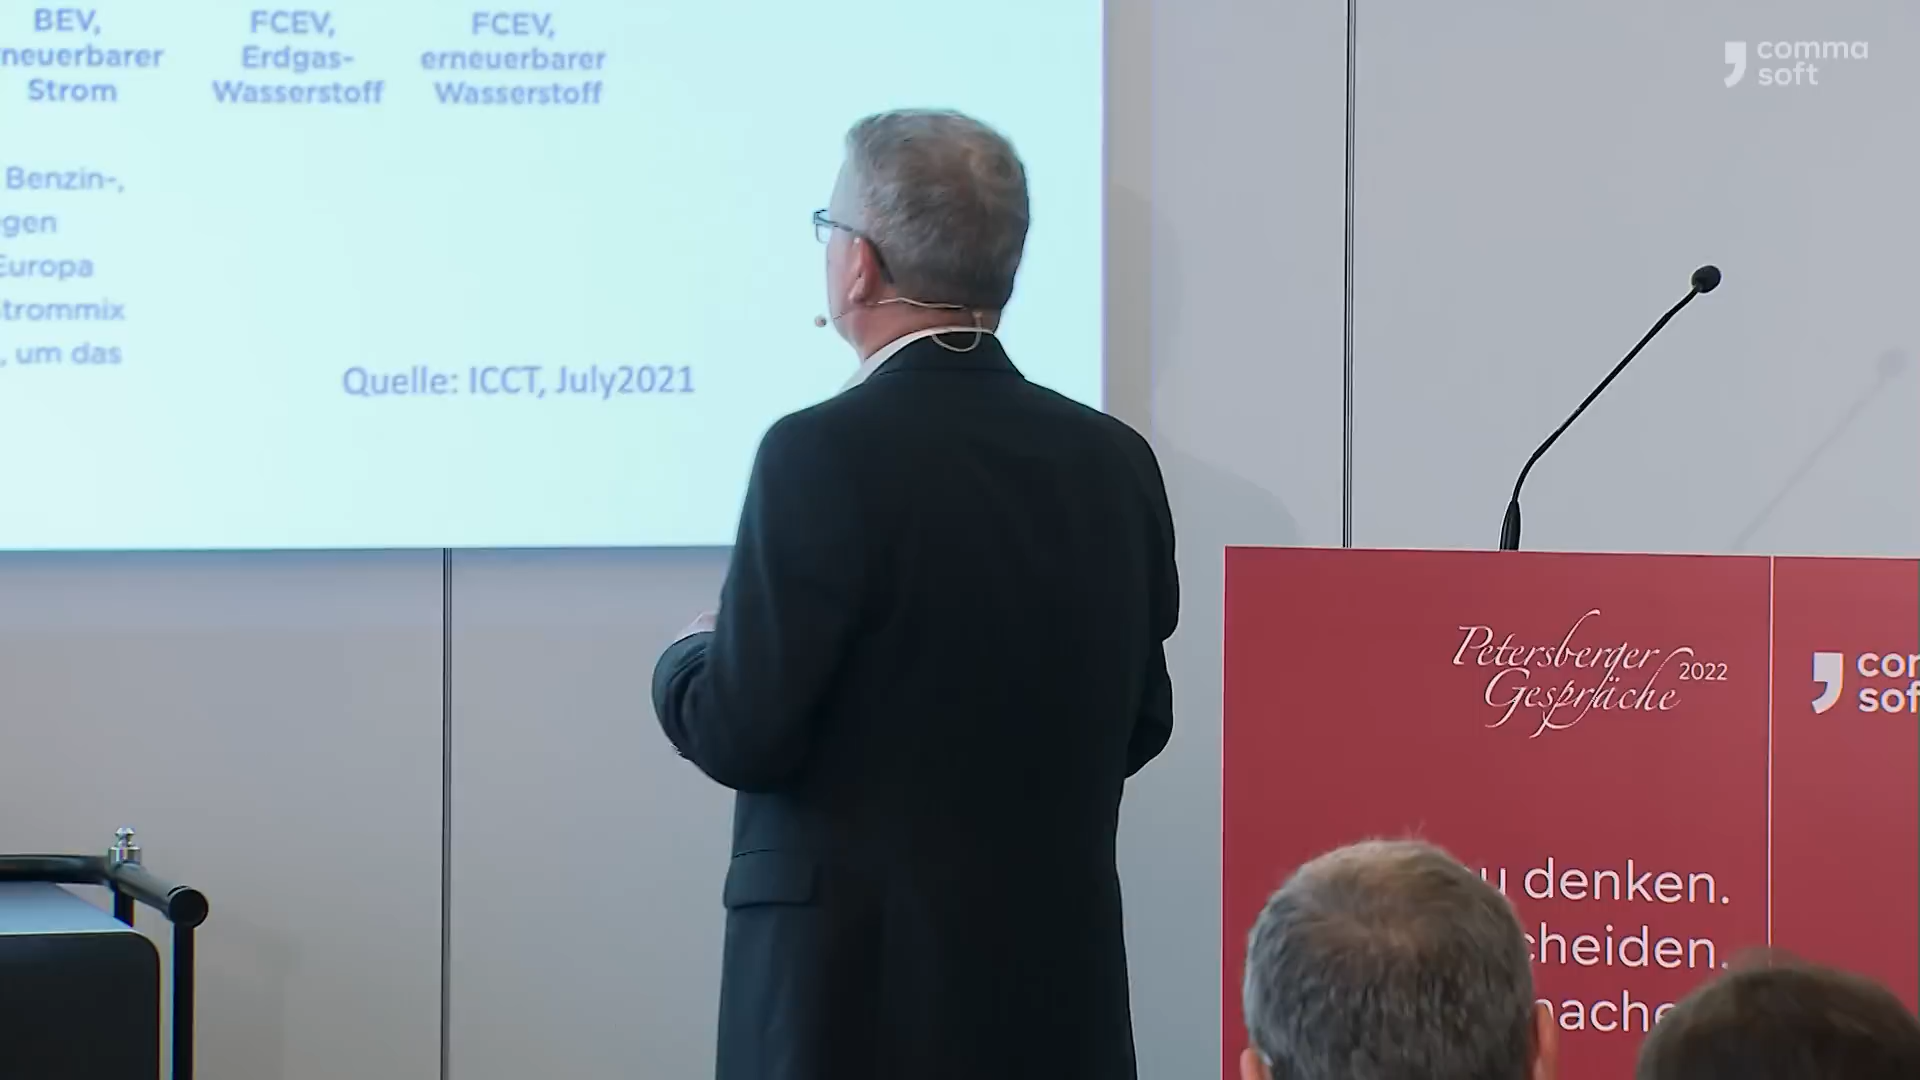 BEV,
FCEV,
FCEV,
neuerbarer
Erdgas-
erneuerbarer
Strom
Wasserstoff
Wasserstoff
Benzin-,
gen
Europa
trommix
, um das
Quelle: ICCT, July2021
comma
soft
Petersberger
Gespräche 2022
com
sof
u denken.
cheiden.
mache